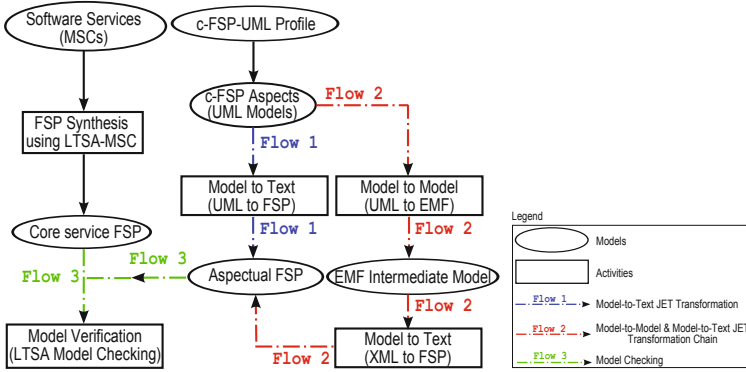 Software Services
(MSCs)
c-FSP-UML Profile
c-FSP Aspects
(UML Models)
Flow 2
Flow 1
FSP Synthesis
using LTSA-MSC
Model to Text
(UML to FSP)
Model to Model
(UML to EMF)
Flow 1
Flow 2
Core service FSP
Flow 3
Flow 3
Aspectual FSP
EMF Intermediate Model
Flow 2
Model Verification
(LTSA Model Checking)
Flow 2
Model to Text
(XML to FSP)
Legend
Models
Activities
Flow 1
Model-to-Text JET Transformation
Flow 2
Model-to-Model & Model-to-Text JET
Transformation Chain
Flow 3
Model Checking